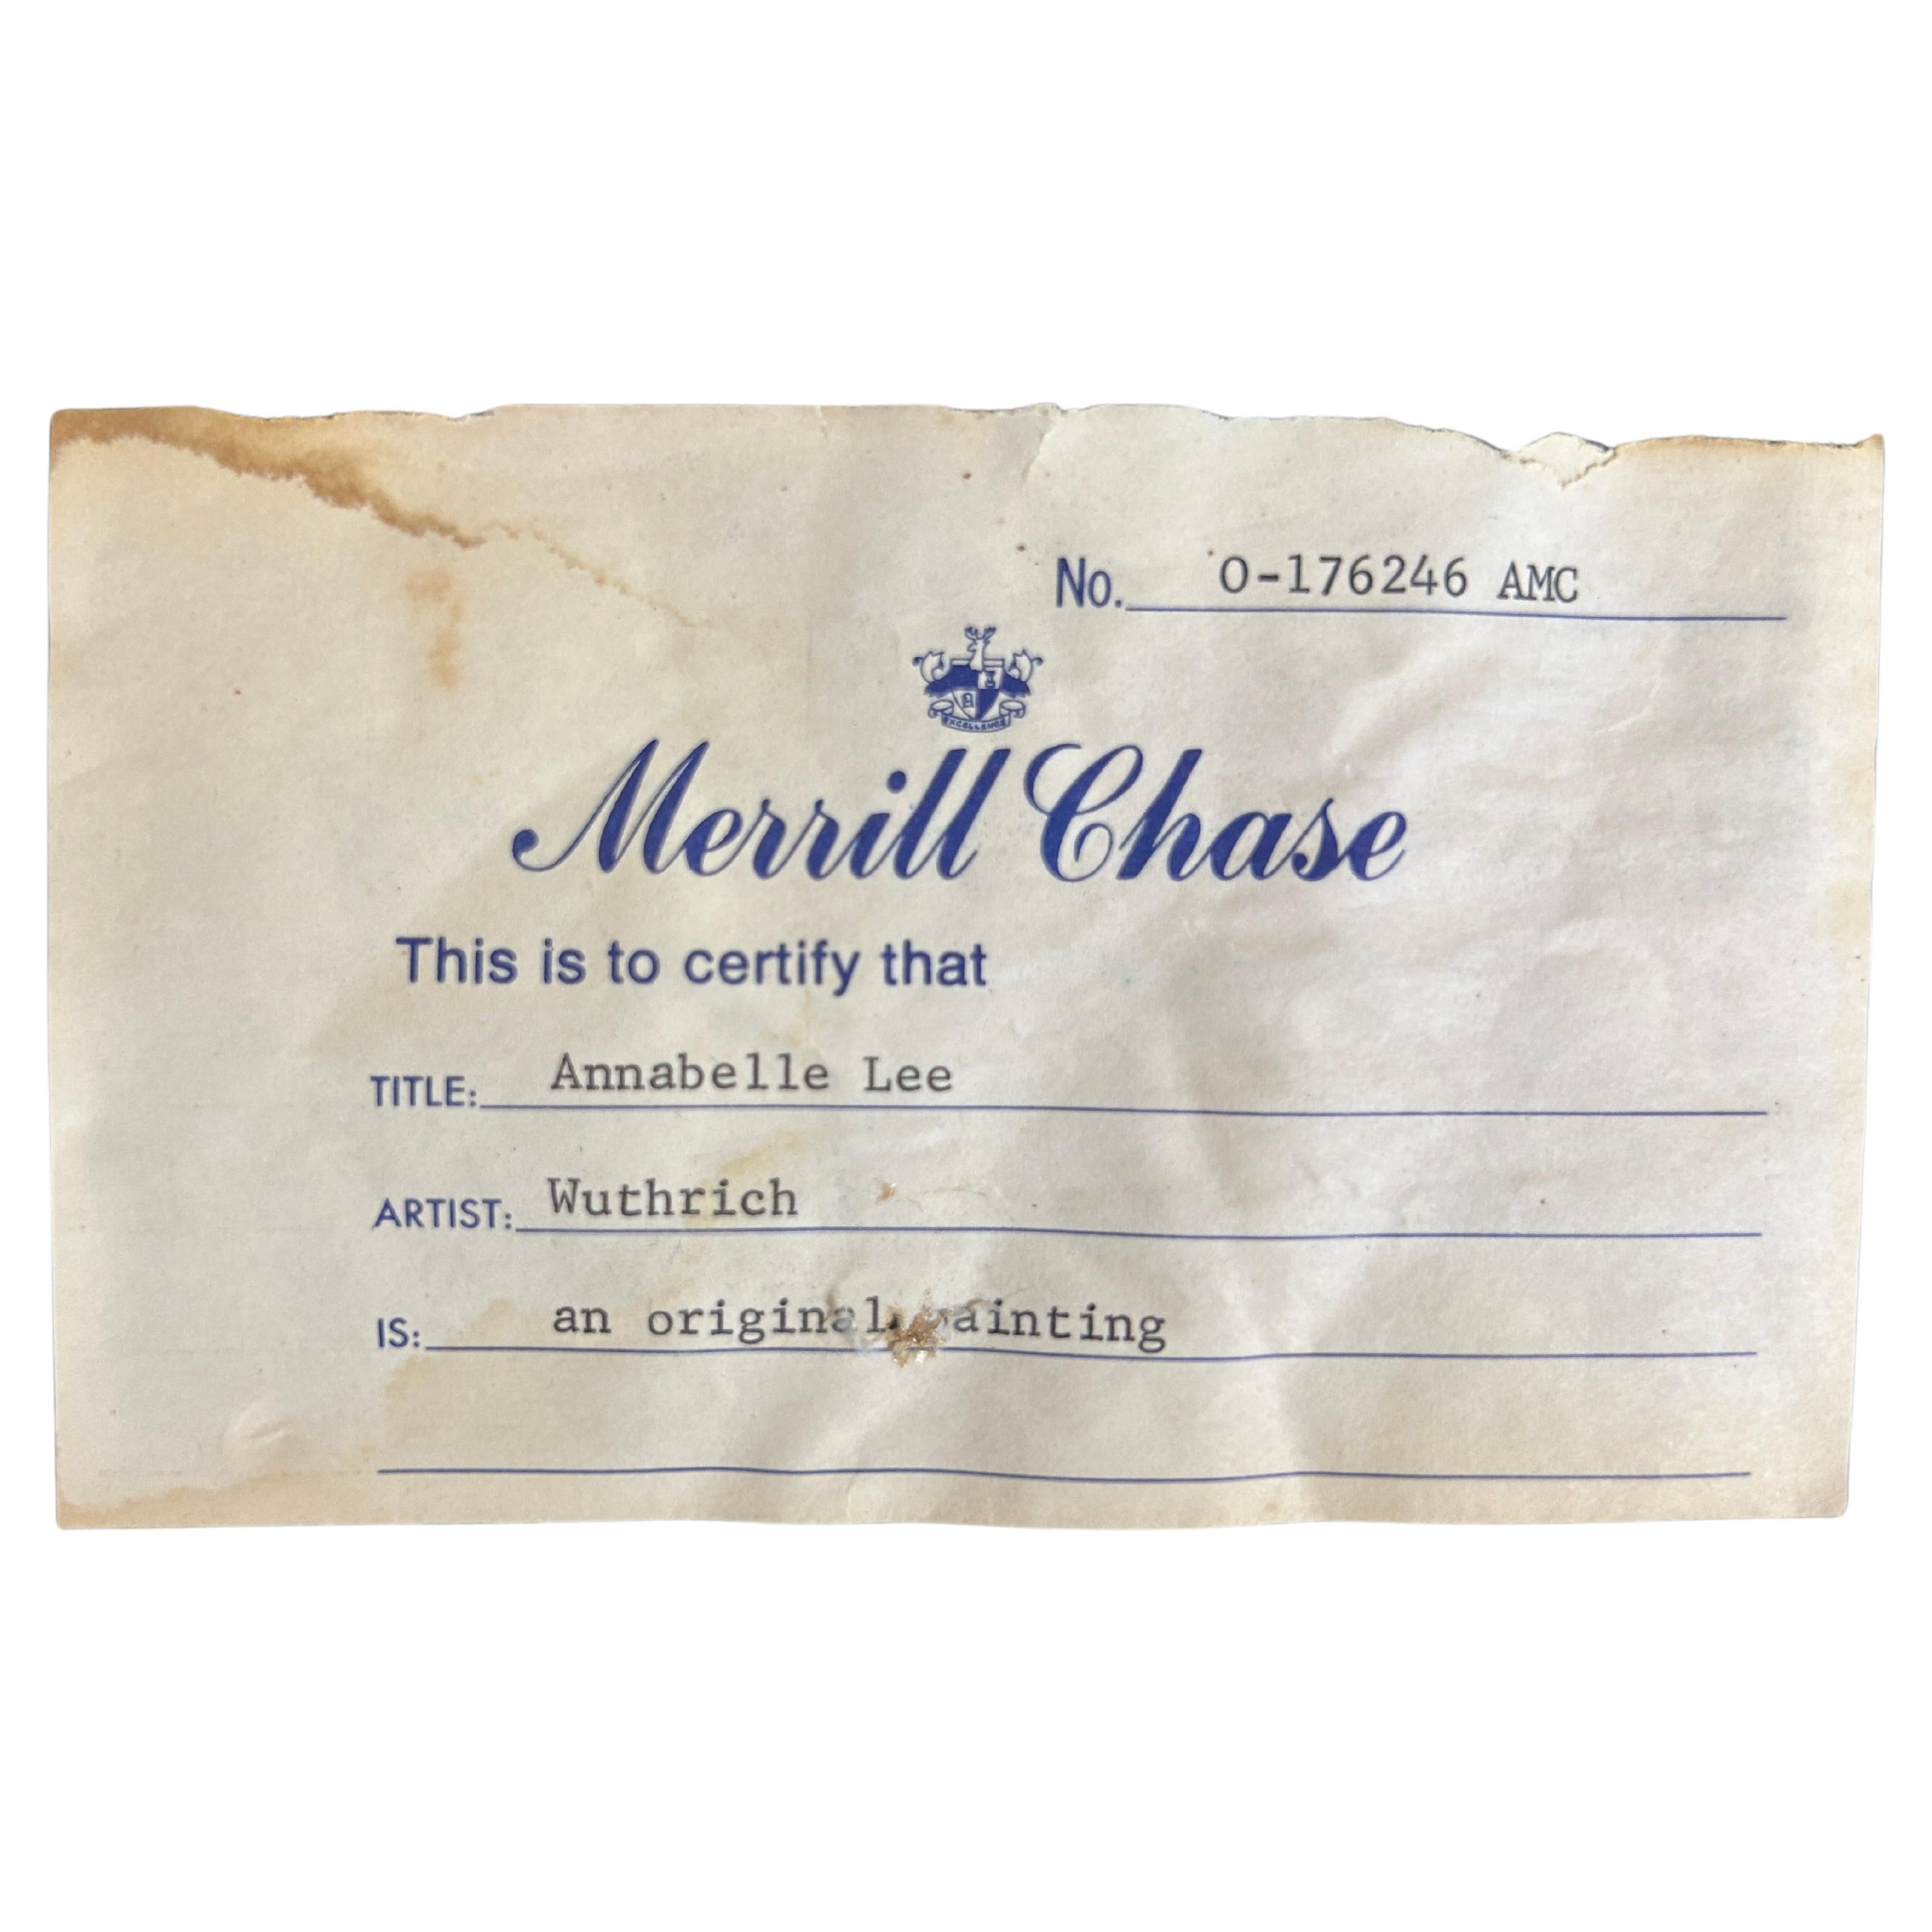 No. O-176246 AMC
EXCELLENCE
Merrill Chase
This is to certify that
TITLE: Annabelle Lee
ARTIST: Wuthrich
IS: an original painting